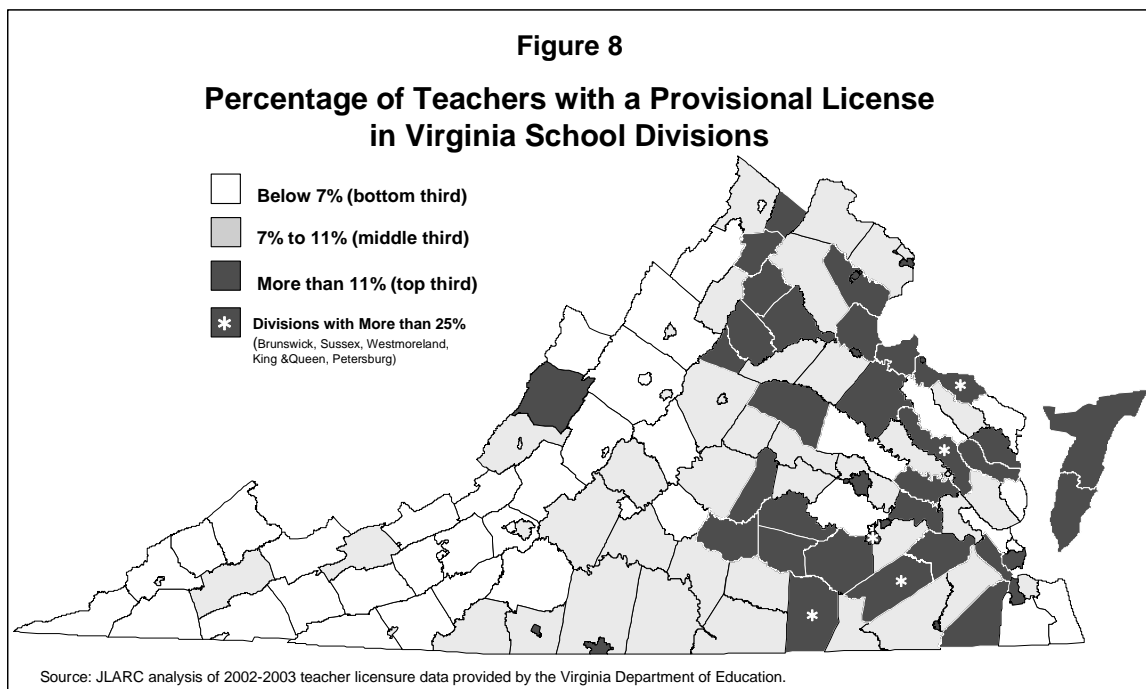 Figure 8
Percentage of Teachers with a Provisional License
in Virginia School Divisions
Below 7% (bottom third)
7% to 11% (middle third)
More than 11% (top third)
Divisions with More than 25%
(Brunswick, Sussex, Westmoreland,
King &Queen, Petersburg)
Source: JLARC analysis of 2002-2003 teacher licensure data provided by the Virginia Department of Education.